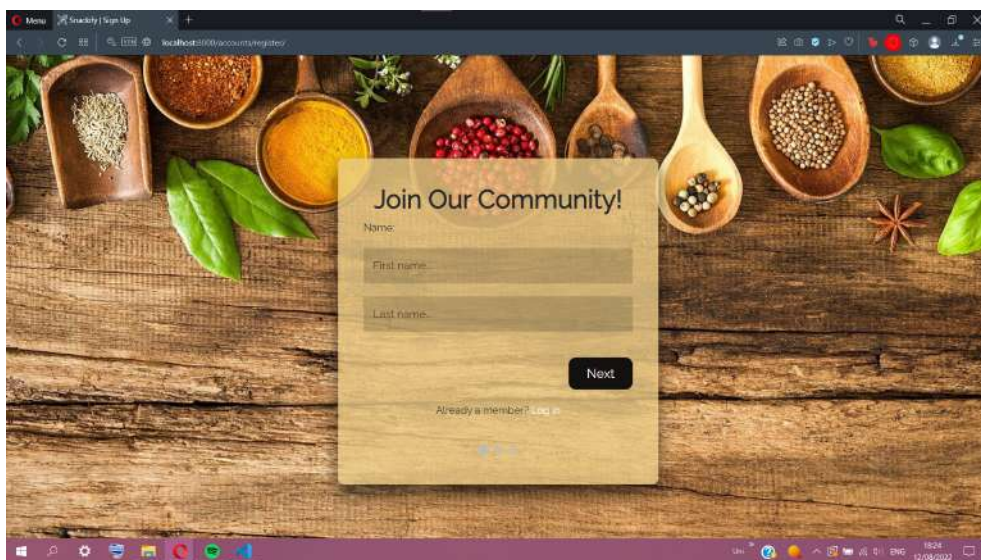 Menu
Snackify | Sign Up
localhost:8000/accounts/register/
Join Our Community!
Name:
First name...
Last name...
Next
Already a member? Log in
ENG
18:24
12/08/2022